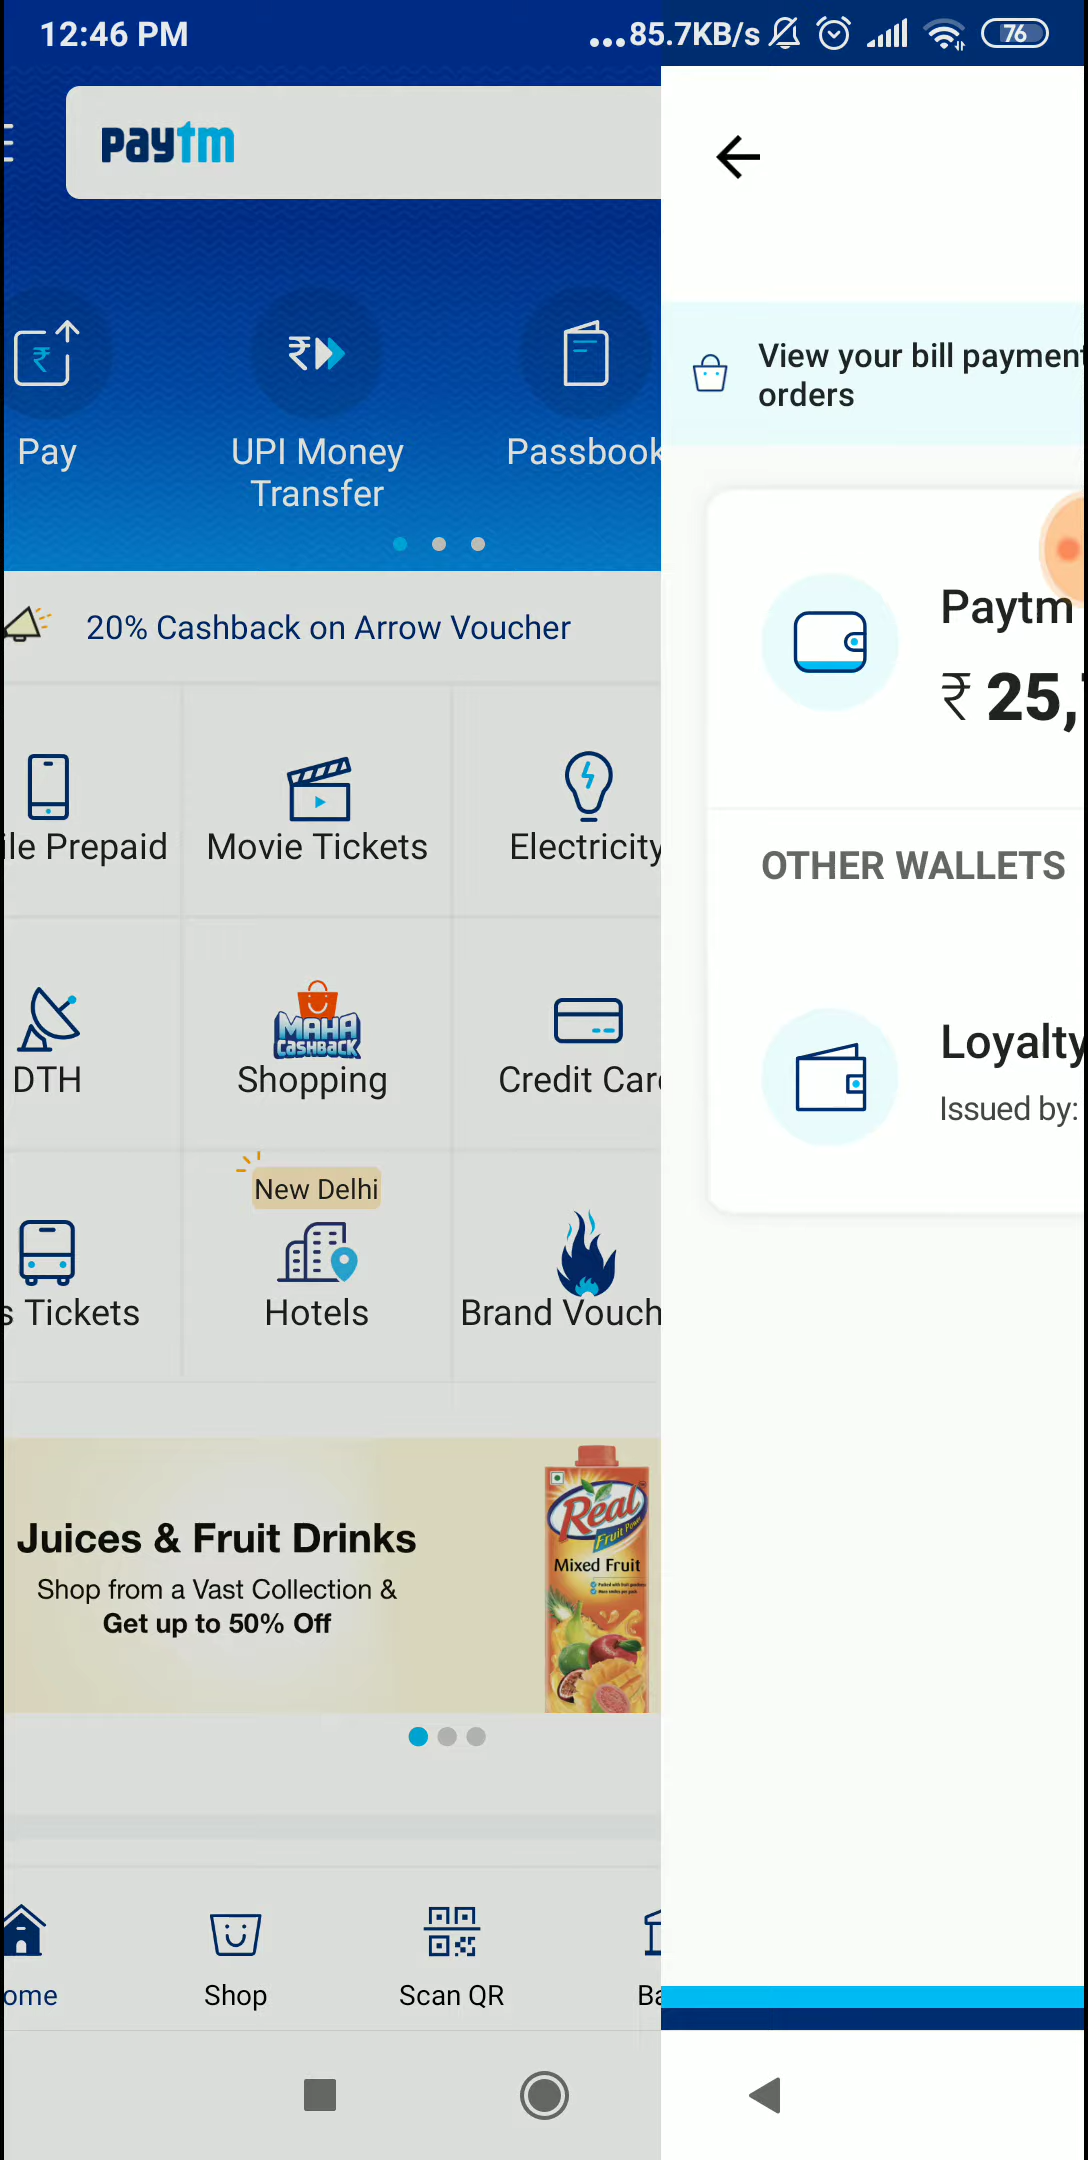 12:46 PM
...85.7KB/s
76
paytm
Pay
UPI Money
Transfer
Passbook
20% Cashback on Arrow Voucher
ile Prepaid
Movie Tickets
Electricity
DTH
MAHA
CASHBACK
Shopping
Credit Car
New Delhi
s Tickets
Hotels
Brand Vouch
Juices & Fruit Drinks
Shop from a Vast Collection &
Get up to 50% Off
Real
Fruit Power
Mixed Fruit
ome
Shop
Scan QR
Ba
View your bill payment
orders
Paytm
₹ 25,
OTHER WALLETS
Loyalty
Issued by: